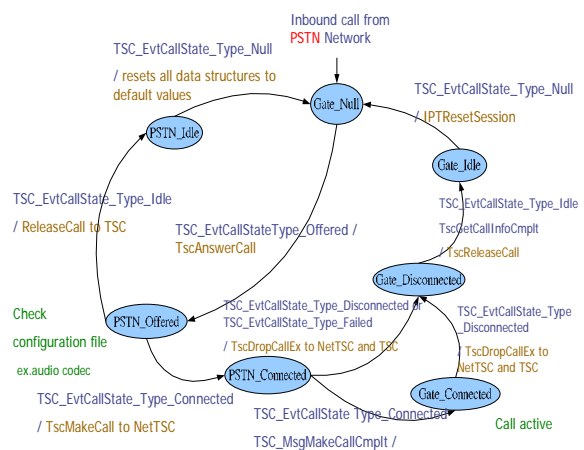 Inbound call from
PSTN Network
TSC_EvtCallState_Type_Null
/ resets all data structures to
default values
TSC_EvtCallState_Type_Null
/ IPTResetSession
Gate_Null
PSTN_Idle
Gate_Idle
TSC_EvtCallState_Type_Idle
/ ReleaseCall to TSC
TSC_EvtCallStateType_Offered /
TscAnswerCall
TSC_EvtCallState_Type_Idle
TscGetCallInfoCmplt
/ TscReleaseCall
Gate_Disconnected
Check
configuration file
ex.audio codec
PSTN_Offered
TSC_EvtCallState_Type_Disconnected or
TSC_EvtCallState_Type_Failed
/ TscDropCallEx to NetTSC and TSC
TSC_EvtCallState_Type
_Disconnected
/ TscDropCallEx to
NetTSC and TSC
PSTN_Connected
Gate_Connected
TSC_EvtCallState_Type_Connected
/ TscMakeCall to NetTSC
TSC_EvtCallState Type_Connected
TSC_MsgMakeCallCmplt /
Call active